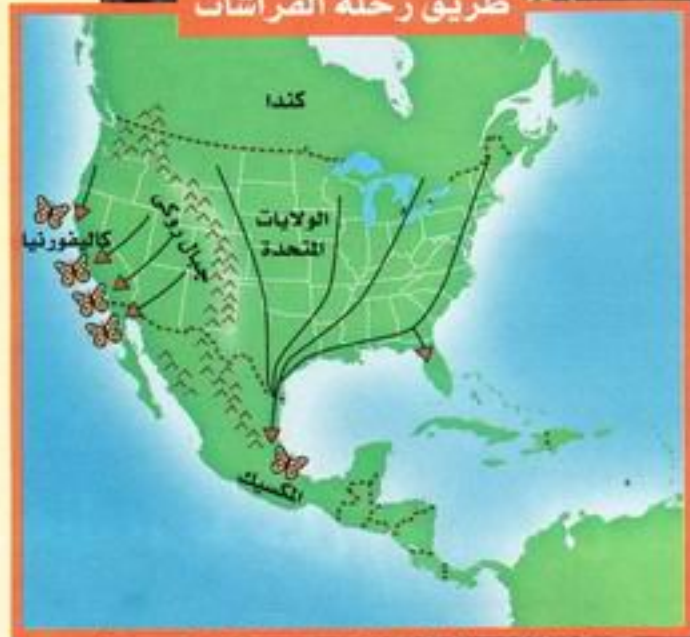 طريق رحلة الفراشات
كندا
الولايات
المتحدة
جبال روكي
كاليفورنيا
المكسيك